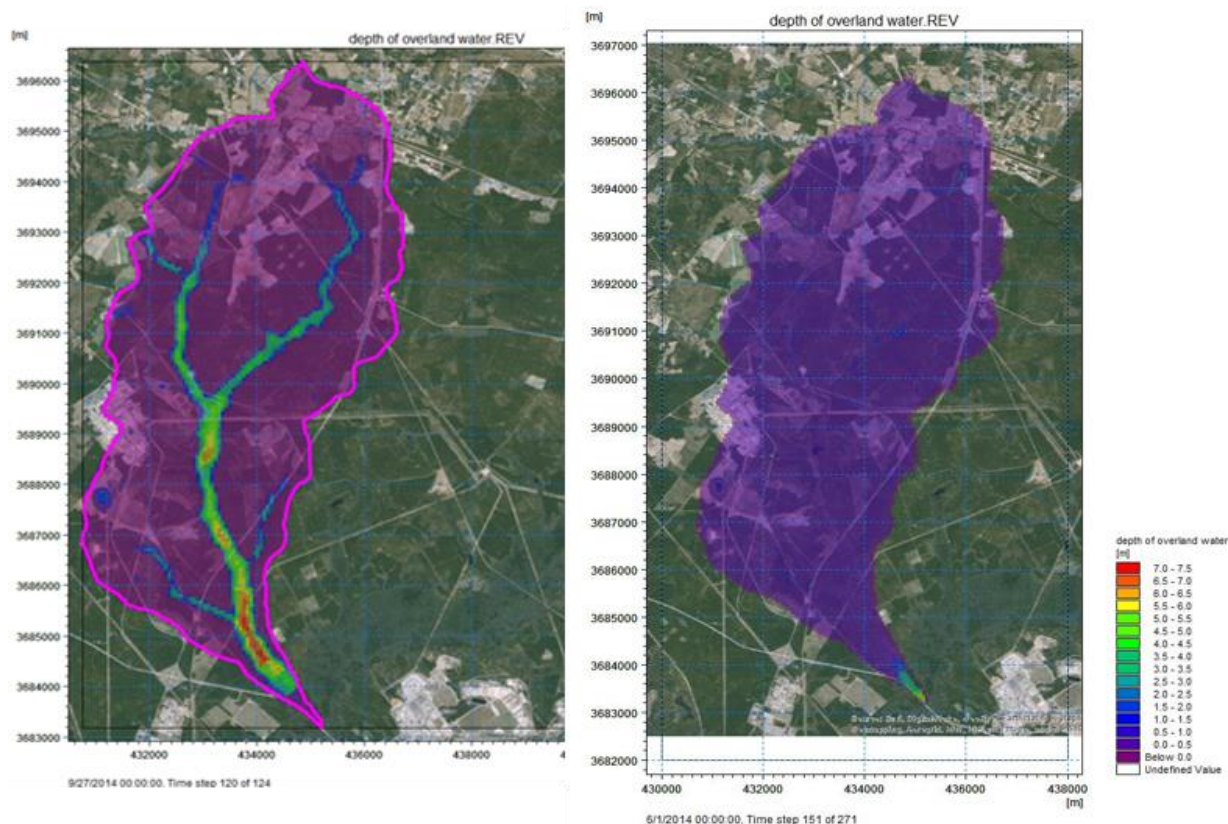 [m]
depth of overland water.REV
3696000
3695000
3694000
3693000
3692000
3691000
3690000
3689000
3688000
3687000
3686000
3685000
3684000
3683000
432000
434000
436000
438000
4
9/27/2014 00:00:00, Time step 120 of 124
[m]
depth of overland water.REV
3697000
3696000
3695000
3694000
3693000
3692000
3691000
3690000
3689000
3688000
3687000
3686000
3685000
3684000
3683000
3682000
430000
432000
434000
436000
438000
[m]
6/1/2014 00:00:00, Time step 151 of 271
depth of overland water
[m]
7.0 - 7.5
6.5 - 7.0
6.0 - 6.5
5.5 - 6.0
5.0 - 5.5
4.5 - 5.0
4.0 - 4.5
3.5 - 4.0
3.0 - 3.5
2.5 - 3.0
2.0 - 2.5
1.5 - 2.0
1.0 - 1.5
0.5 - 1.0
0.0 - 0.5
Below 0.0
Undefined Value